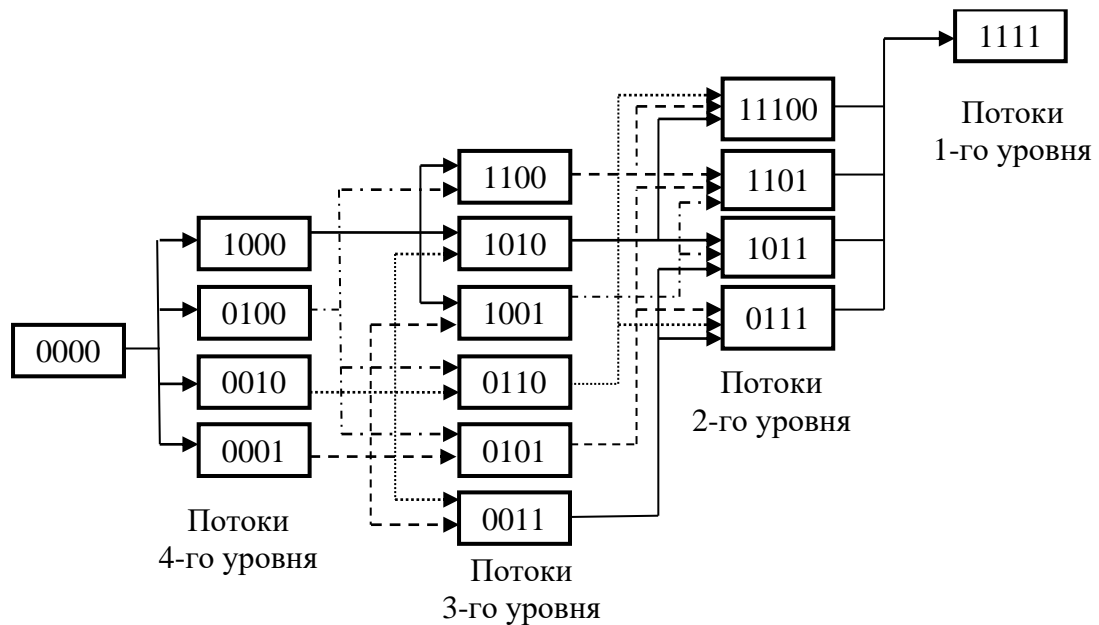 0000
1000
0100
0010
0001
Потоки
4-го уровня
1100
1010
1001
0110
0101
0011
Потоки
3-го уровня
11100
1101
1011
0111
Потоки
2-го уровня
1111
Потоки
1-го уровня